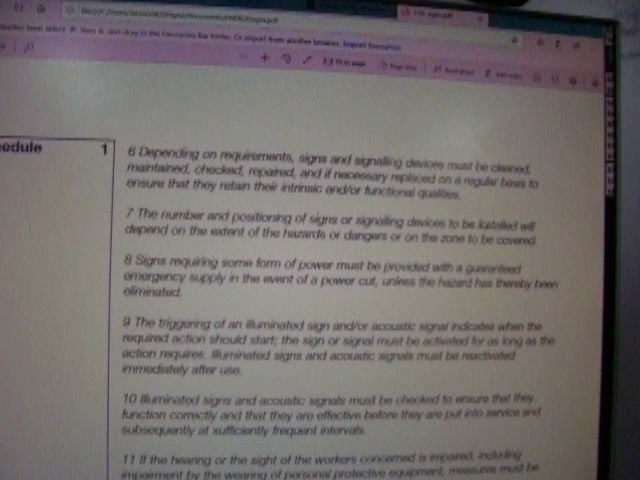 Fit to page
Page view
Read aloud
Add notes
Schedule 1
6 Depending on requirements, signs and signalling devices must be cleaned,
maintained, checked, repaired, and if necessary replaced on a regular basis to
ensure that they retain their intrinsic and/or functional qualities.
7 The number and positioning of signs or signalling devices to be installed will
depend on the extent of the hazards or dangers or on the zone to be covered.
8 Signs requiring some form of power must be provided with a guaranteed
emergency supply in the event of a power cut, unless the hazard has thereby been
eliminated.
9 The triggering of an illuminated sign and/or acoustic signal indicates when the
required action should start; the sign or signal must be activated for as long as the
action requires. Illuminated signs and acoustic signals must be reactivated
immediately after use.
10 Illuminated signs and acoustic signals must be checked to ensure that they
function correctly and that they are effective before they are put into service and
subsequently at sufficiently frequent intervals.
11 If the hearing or the sight of the workers concerned is impaired, including
impairment by the wearing of personal protective equipment, measures must be